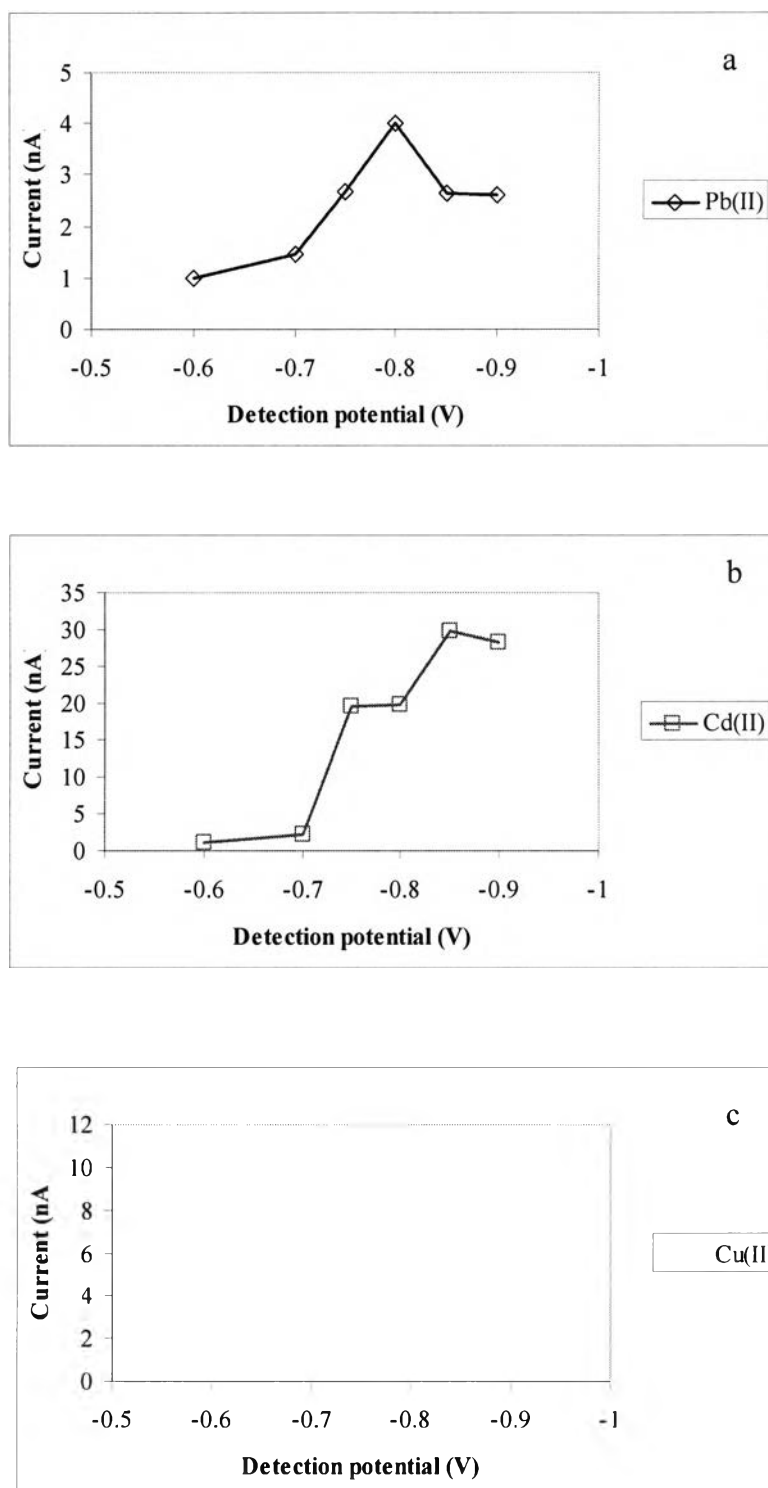 a
5
4
3
2
1
0
Current (nA
-0.5 -0.6 -0.7 -0.8 -0.9 -1
Detection potential (V)
Pb(II)
b
35
30
25
20
15
10
5
0
Current (nA
-0.5 -0.6 -0.7 -0.8 -0.9 -1
Detection potential (V)
Cd(II)
c
12
10
8
6
4
2
0
Current (nA
-0.5 -0.6 -0.7 -0.8 -0.9 -1
Detection potential (V)
Cu(II